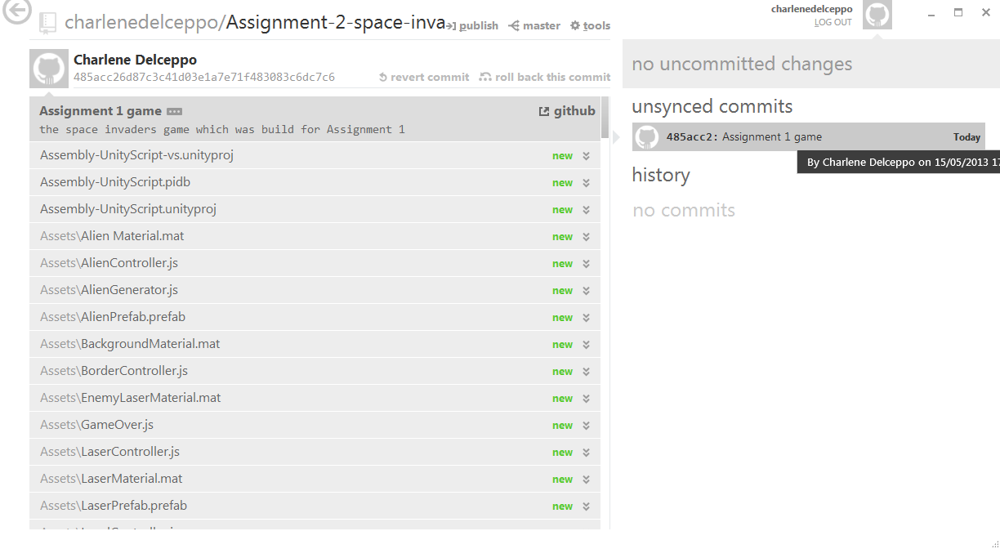 charlenedelceppo/Assignment-2-space-inva
publish master tools
charlenedelceppo
LOG OUT
Charlene Delceppo
485acc26d87c3c41d03e1a7e71f483083c6dc7c6
revert commit roll back this commit
Assignment 1 game github
the space invaders game which was build for Assignment 1
Assembly-UnityScript-vs.unityproj new
Assembly-UnityScript.pidb new
Assembly-UnityScript.unityproj new
Assets\Alien Material.mat new
Assets\AlienController.js new
Assets\AlienGenerator.js new
Assets\AlienPrefab.prefab new
Assets\BackgroundMaterial.mat new
Assets\BorderController.js new
Assets\EnemyLaserMaterial.mat new
Assets\GameOver.js new
Assets\LaserController.js new
Assets\LaserMaterial.mat new
Assets\LaserPrefab.prefab new
no uncommitted changes
unsynced commits
485acc2: Assignment 1 game Today
By Charlene Delceppo on 15/05/2013 17
history
no commits